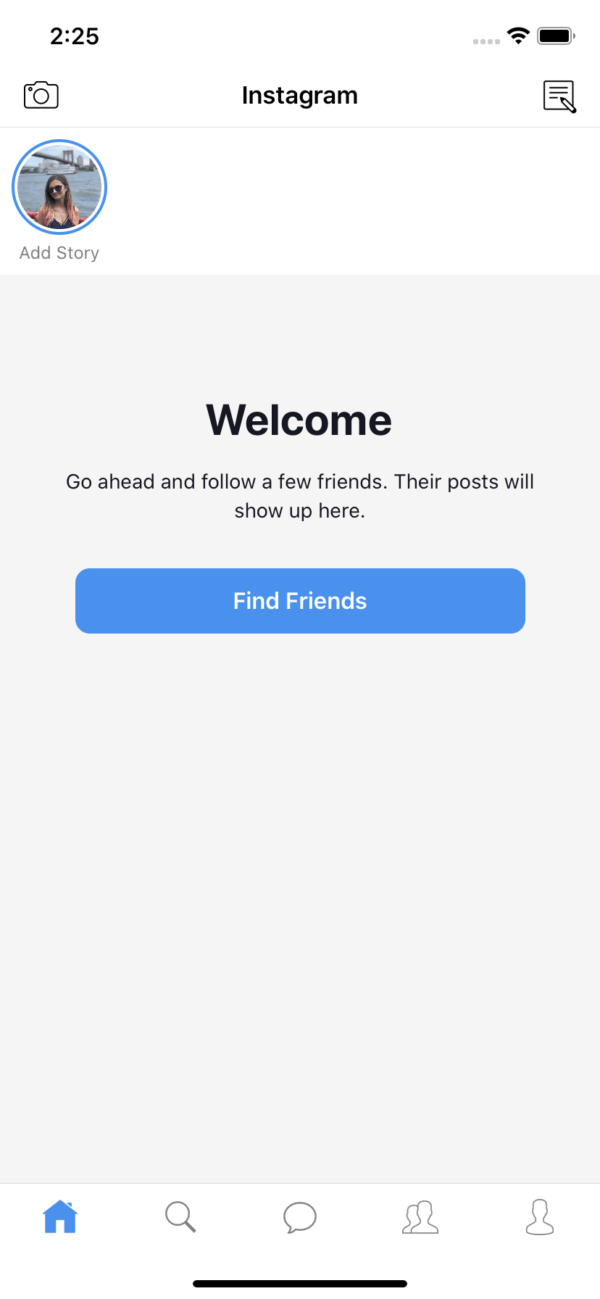 2:25
Instagram
Add Story
Welcome
Go ahead and follow a few friends. Their posts will
show up here.
Find Friends